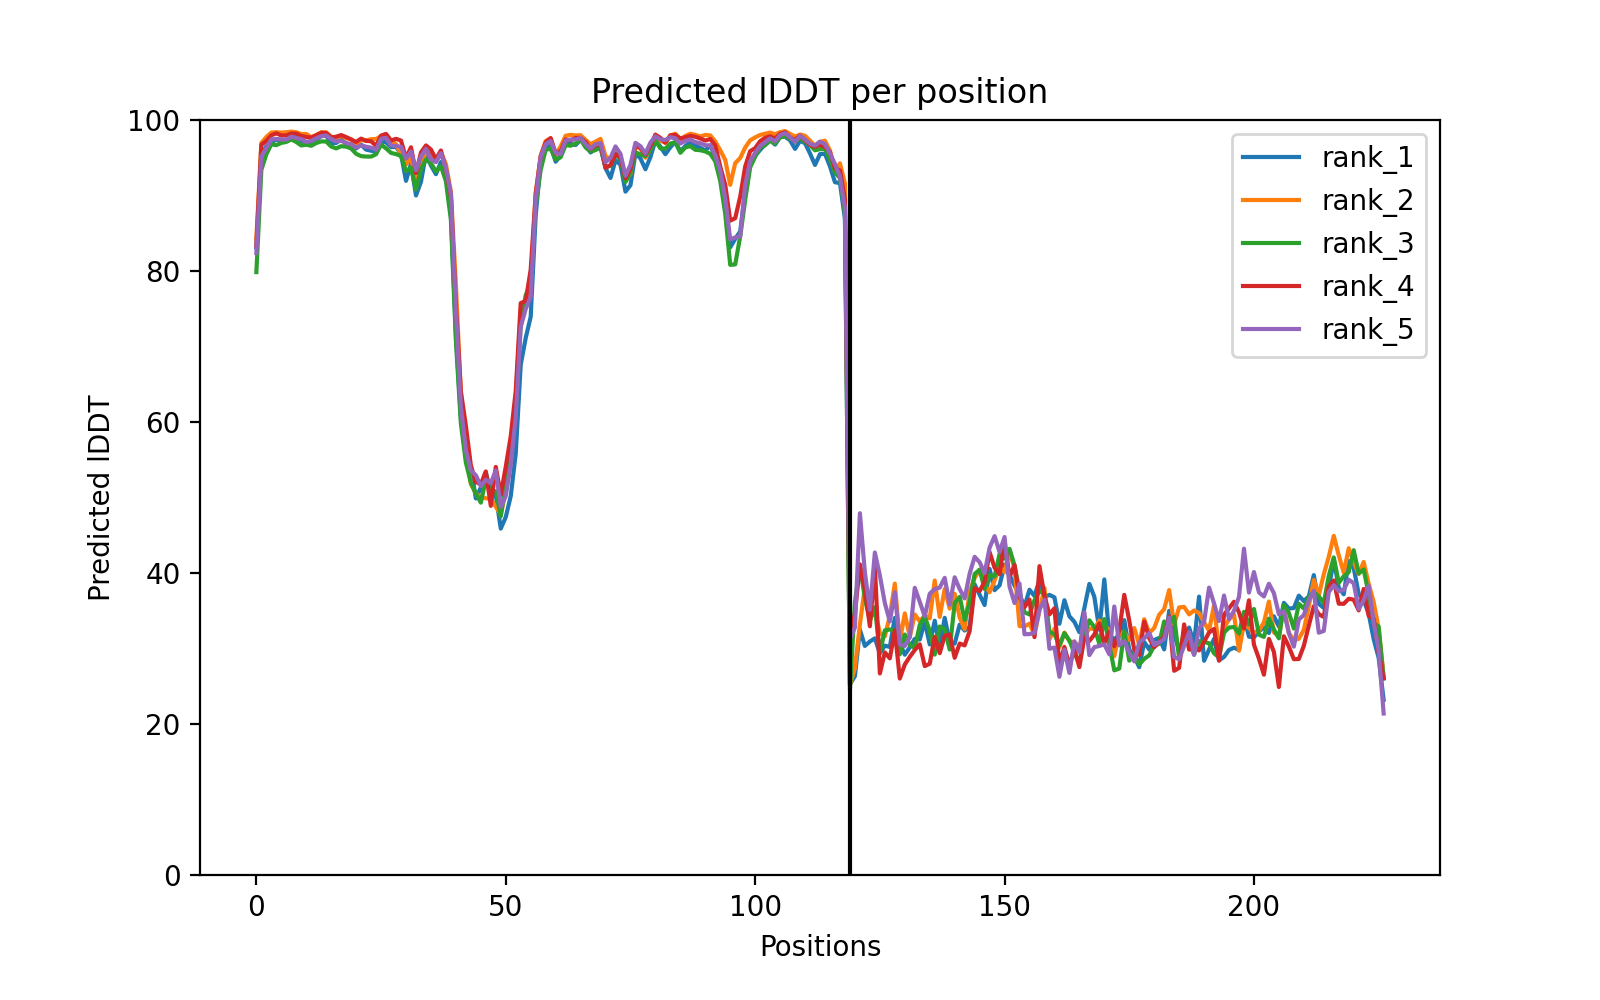 Predicted lDDT per position
100
80
60
40
20
0
Predicted lDDT
0
50
100
150
200
Positions
rank_1
rank_2
rank_3
rank_4
rank_5